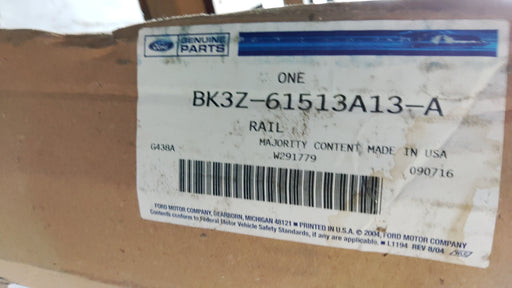 Ford GENUINE PARTS
ONE
BK3Z-61513A13-A
RAIL
MAJORITY CONTENT MADE IN USA
G438A
W291779
090716
FORD MOTOR COMPANY, DEARBORN, MICHIGAN 48121 ■ PRINTED IN U.S.A. © 2004, FORD MOTOR COMPANY
Contents conform to Federal Motor Vehicle Safety Standards, if any are applicable. ■ L1194 REV 8/04